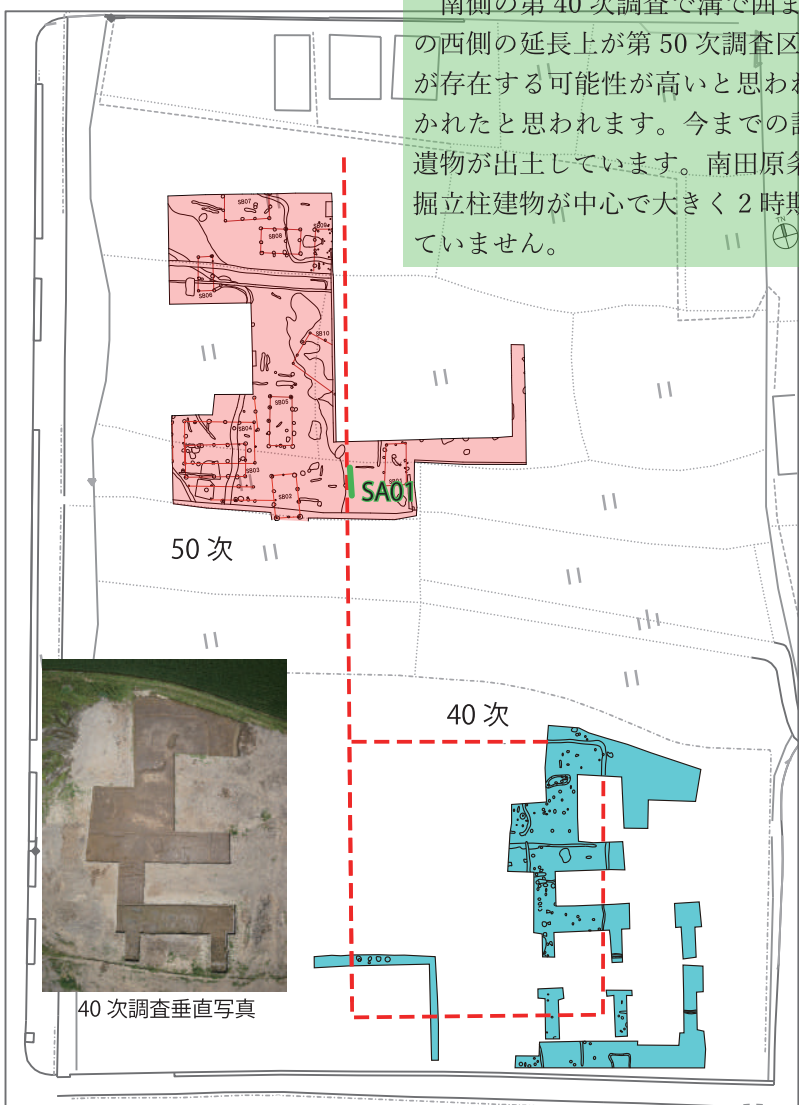 南側の第 40 次調査で溝で囲ま
の西側の延長上が第 50 次調査区
が存在する可能性が高いと思われ
かれたと思われます。今までの
遺物が出土しています。南田原条
掘立柱建物が中心で大きく 2 時期
ていません。
SB07
SB08
SB09
SB06
SB10
SB05
SB04
SB03
SB02
SB01
SA01
50 次
40 次
40 次調査垂直写真